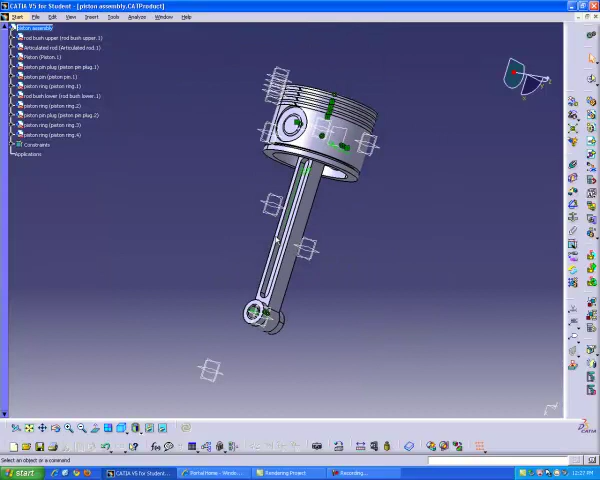 CATIA V5 for Student - [piston assembly.CATProduct]
Start File Edit View Insert Tools Analyze Window Help
piston assembly
rod bush upper (rod bush upper.1)
Articulated rod (Articulated rod.1)
Piston (Piston.1)
piston pin plug (piston pin plug.1)
piston pin (piston pin.1)
piston ring (piston ring.1)
rod bush lower (rod bush lower.1)
piston ring (piston ring.2)
piston pin plug (piston pin plug.2)
piston ring (piston ring.3)
piston ring (piston ring.4)
Constraints
Applications
CATIA
Select an object or a command
start
CATIA V5 for Student...
Portal Home - Windo...
Rendering Project
Recording...
12:27 PM